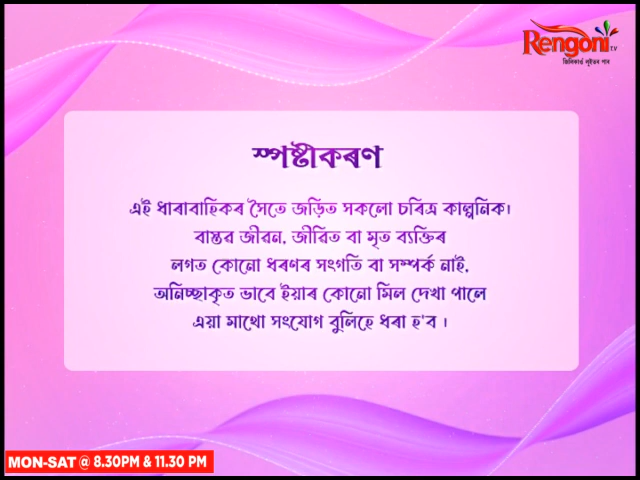 Rengoni TV
জিলিকাওঁ লুইতৰ পাৰ
স্পষ্টীকৰণ
এই ধাৰাবাহিকৰ সৈতে জড়িত সকলো চৰিত্ৰ কাল্পনিক।
বাস্তৱ জীৱন, জীৱিত বা মৃত ব্যক্তিৰ
লগত কোনো ধৰণৰ সংগতি বা সম্পৰ্ক নাই,
অনিচ্ছাকৃত ভাবে ইয়াৰ কোনো মিল দেখা পালে
এয়া মাথো সংযোগ বুলিহে ধৰা হ'ব ।
MON-SAT @ 8.30PM & 11.30 PM